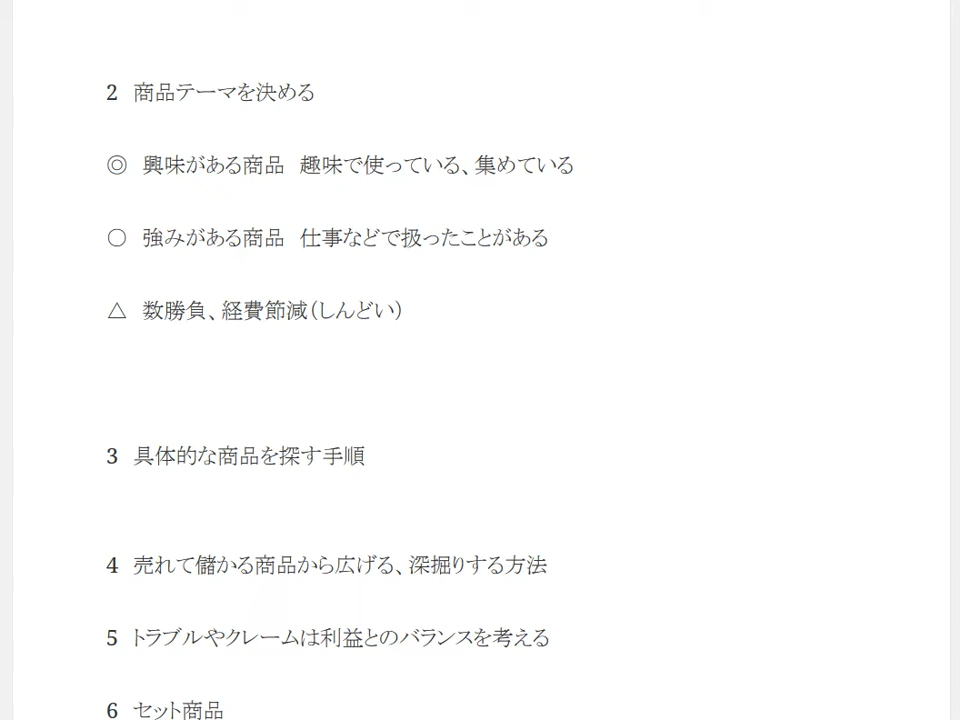 2 商品テーマを決める
◎ 興味がある商品 趣味で使っている、集めている
○ 強みがある商品 仕事などで扱ったことがある
△ 数勝負、経費節減（しんどい）
3 具体的な商品を探す手順
4 売れて儲かる商品から広げる、深掘りする方法
5 トラブルやクレームは利益とのバランスを考える
6 セット商品